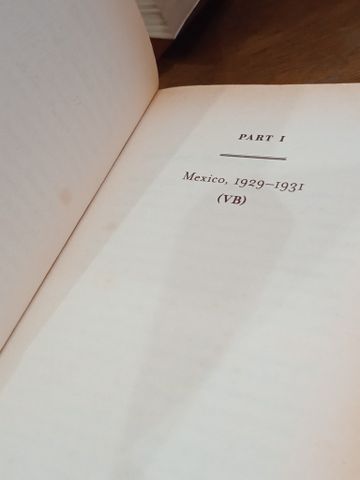 PART I
Mexico, 1929–1931
(VB)